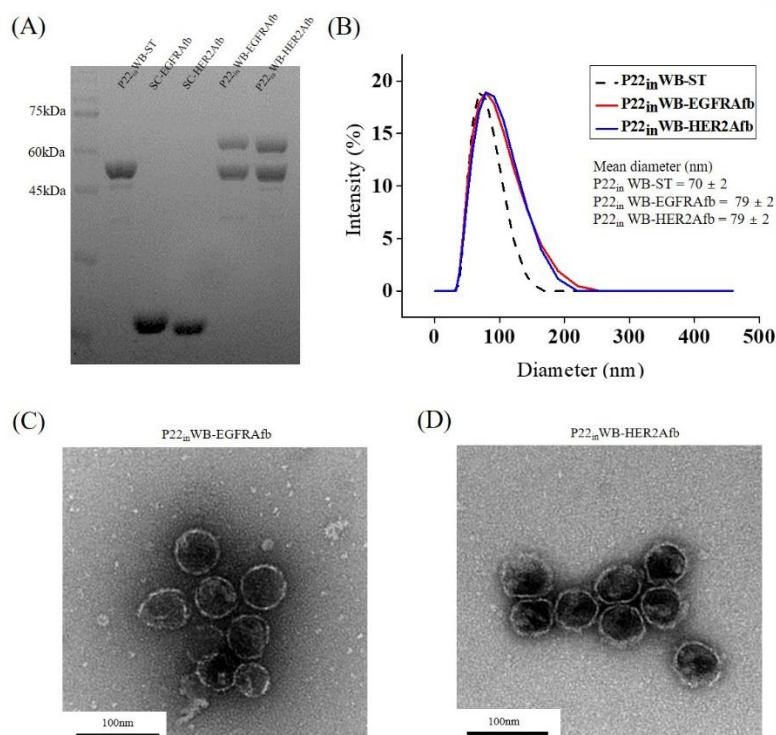 (A)
P22inWB-ST
SC-EGFRAfb
SC-HER2Afb
P22inWB-EGFRAfb
P22inWB-HER2Afb
75kDa
60kDa
45kDa
(B)
20
15
10
5
0
Intensity (%)
P22inWB-ST
P22inWB-EGFRAfb
P22inWB-HER2Afb
Mean diameter (nm)
P22in WB-ST = 70 ± 2
P22in WB-EGFRAfb = 79 ± 2
P22in WB-HER2Afb = 79 ± 2
0 100 200 300 400 500
Diameter (nm)
(C)
P22inWB-EGFRAfb
100nm
(D)
P22inWB-HER2Afb
100nm